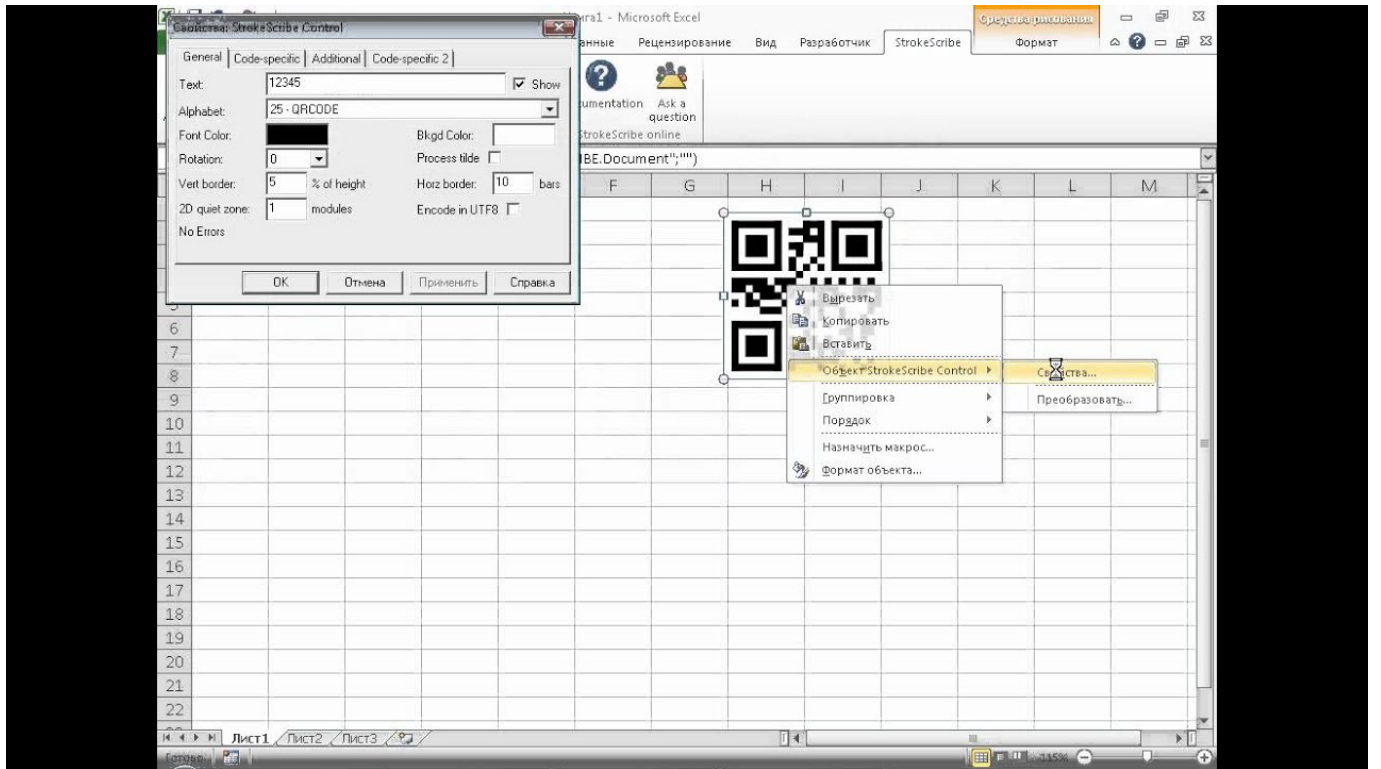 Свойства: StrokeScribe Control
Microsoft Excel
Средства рисования
Рецензирование Вид Разработчик StrokeScribe Формат
General Code-specific Additional Code-specific 2
Text: 12345 Show
Alphabet: 25 - QRCODE
Font Color: Bkgd Color:
Rotation: 0 Process tilde
Vert border: 5 % of height Horz border: 10 bars
2D quiet zone: 1 modules Encode in UTF8
No Errors
OK Отмена Применить Справка
Ask a
question
StrokeScribe online
BE.Document";"")
F G H I J K L M
Вырезать
Копировать
Вставить
Объект StrokeScribe Control
Свойства...
Группировка
Преобразовать...
Порядок
Назначить макрос...
Формат объекта...
6
7
8
9
10
11
12
13
14
15
16
17
18
19
20
21
22
Лист1 Лист2 Лист3
Готово 115%